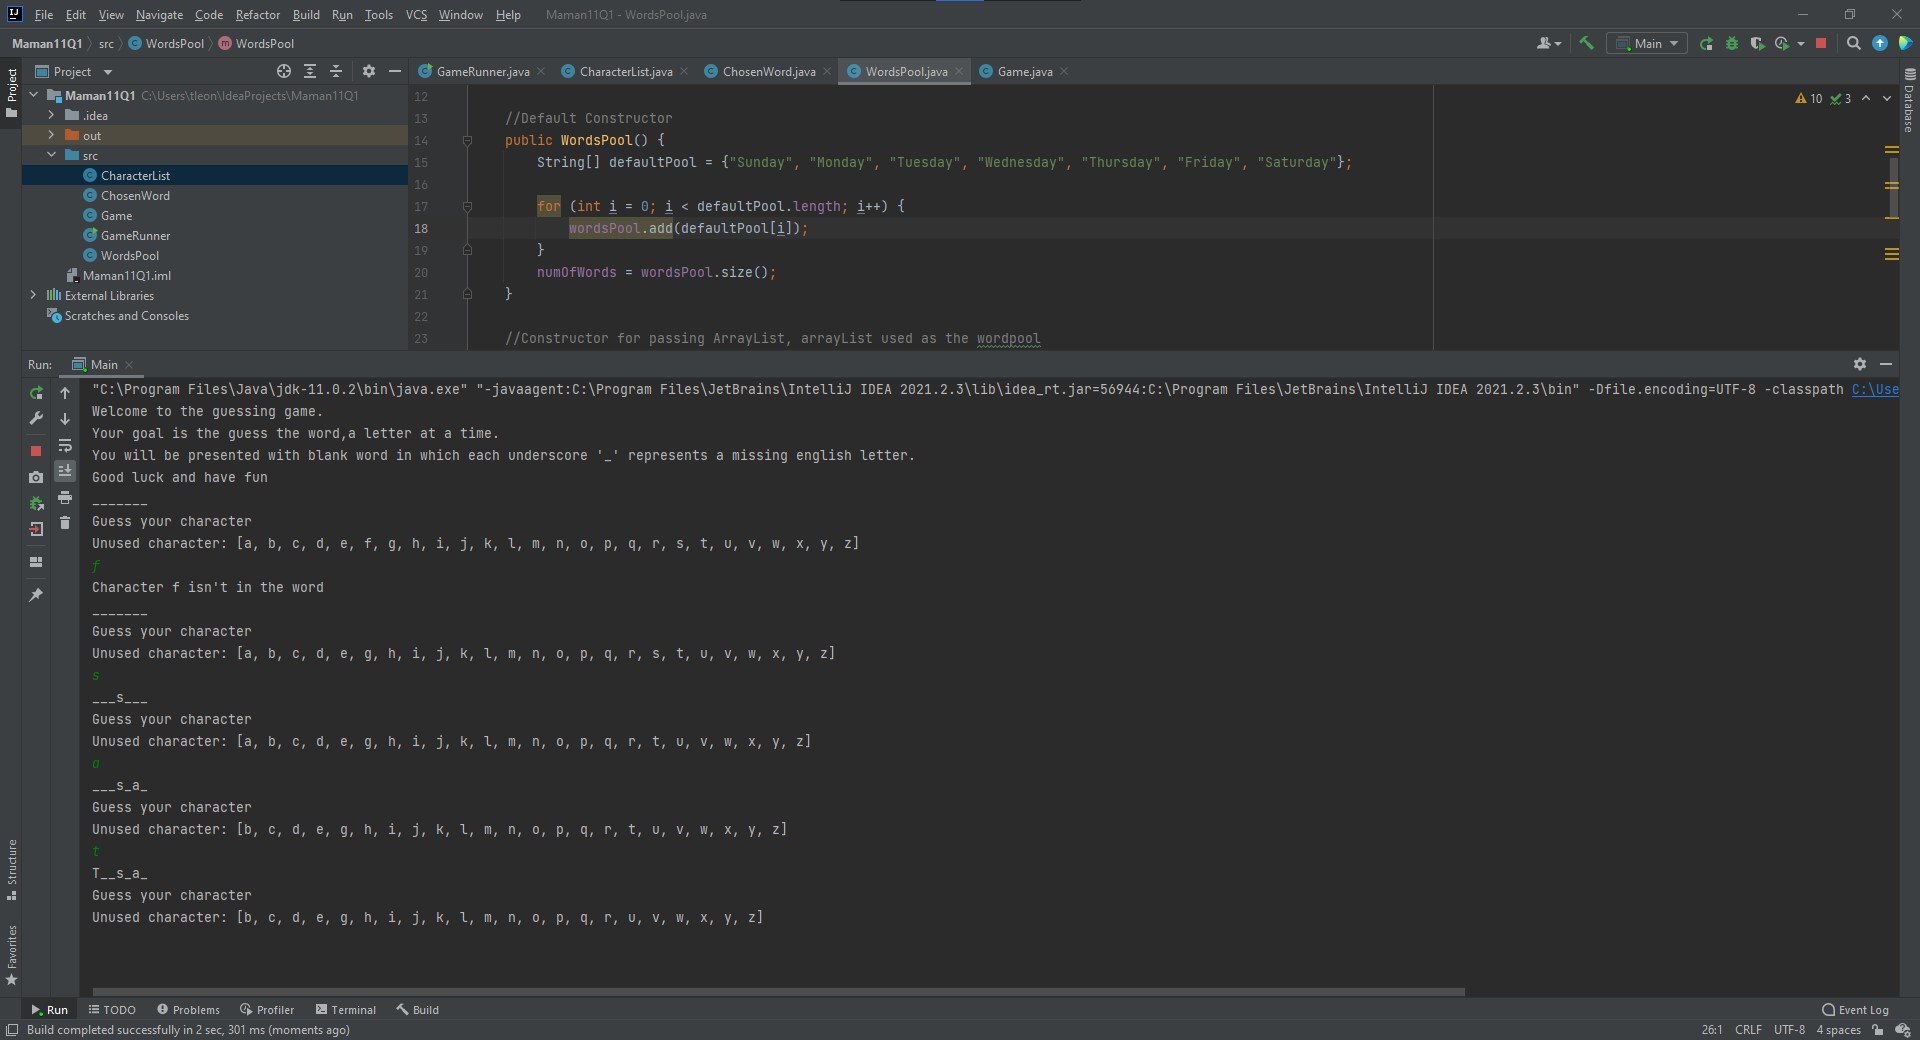 File Edit View Navigate Code Refactor Build Run Tools VCS Window Help Maman11Q1 - WordsPool.java
Maman11Q1 src WordsPool WordsPool Main
Project
Project
GameRunner.java CharacterList.java ChosenWord.java WordsPool.java Game.java
Database
Maman11Q1 C:\Users\tleon\IdeaProjects\Maman11Q1
.idea
out
src
CharacterList
ChosenWord
Game
GameRunner
WordsPool
Maman11Q1.iml
External Libraries
Scratches and Consoles
10 3
12
13 //Default Constructor
14 public WordsPool() {
15 String[] defaultPool = {"Sunday", "Monday", "Tuesday", "Wednesday", "Thursday", "Friday", "Saturday"};
16
17 for (int i = 0; i < defaultPool.length; i++) {
18 wordsPool.add(defaultPool[i]);
19 }
20 numOfWords = wordsPool.size();
21 }
22
23 //Constructor for passing ArrayList, arrayList used as the wordpool
Run: Main
"C:\Program Files\Java\jdk-11.0.2\bin\java.exe" "-javaagent:C:\Program Files\JetBrains\IntelliJ IDEA 2021.2.3\lib\idea_rt.jar=56944:C:\Program Files\JetBrains\IntelliJ IDEA 2021.2.3\bin" -Dfile.encoding=UTF-8 -classpath C:\Use
Welcome to the guessing game.
Your goal is the guess the word,a letter at a time.
You will be presented with blank word in which each underscore '_' represents a missing english letter.
Good luck and have fun
_______
Guess your character
Unused character: [a, b, c, d, e, f, g, h, i, j, k, l, m, n, o, p, q, r, s, t, u, v, w, x, y, z]
f
Character f isn't in the word
_______
Guess your character
Unused character: [a, b, c, d, e, g, h, i, j, k, l, m, n, o, p, q, r, s, t, u, v, w, x, y, z]
s
___s___
Guess your character
Unused character: [a, b, c, d, e, g, h, i, j, k, l, m, n, o, p, q, r, t, u, v, w, x, y, z]
a
___s_a_
Guess your character
Unused character: [b, c, d, e, g, h, i, j, k, l, m, n, o, p, q, r, t, u, v, w, x, y, z]
t
T__s_a_
Guess your character
Unused character: [b, c, d, e, g, h, i, j, k, l, m, n, o, p, q, r, u, v, w, x, y, z]
Structure
Favorites
Run TODO Problems Profiler Terminal Build Event Log
Build completed successfully in 2 sec, 301 ms (moments ago) 26:1 CRLF UTF-8 4 spaces